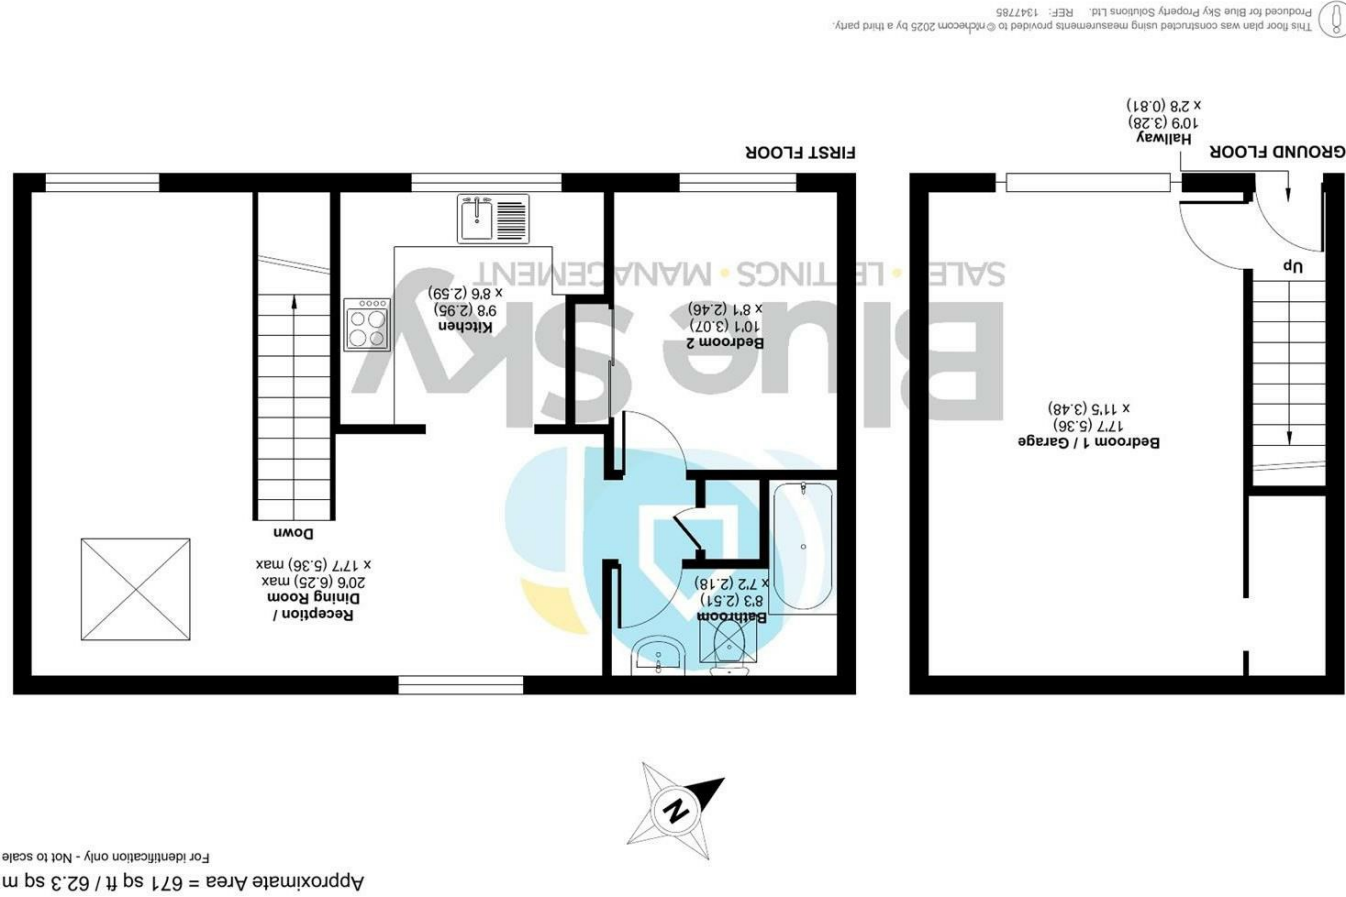 Approximate Area = 671 sq ft / 62.3 sq m
For identification only - Not to scale
N
Reception /
Dining Room
20'6 (6.25) max
x 17'7 (5.36) max
Down
Bathroom
8'3 (2.51)
x 7'2 (2.18)
Bedroom 1 / Garage
17'7 (5.36)
x 11'5 (3.48)
Bedroom 2
10'1 (3.07)
x 8'1 (2.46)
Kitchen
9'8 (2.95)
x 8'6 (2.59)
Up
Blue Sky
SALES • LETTINGS • MANAGEMENT
GROUND FLOOR
FIRST FLOOR
Hallway
10'9 (3.28)
x 2'8 (0.81)
This floor plan was constructed using measurements provided to © ntchecom 2025 by a third party.
Produced for Blue Sky Property Solutions Ltd. REF: 1347785